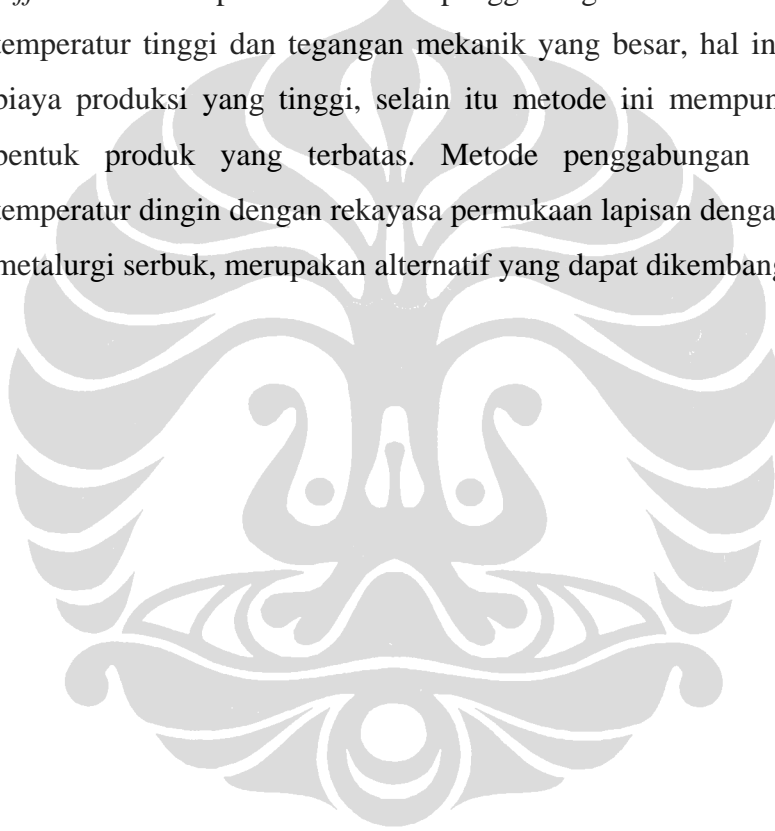 temperatur tinggi dan tegangan mekanik yang besar, hal in
biaya produksi yang tinggi, selain itu metode ini mempun
bentuk produk yang terbatas. Metode penggabungan
temperatur dingin dengan rekayasa permukaan lapisan denga
metalurgi serbuk, merupakan alternatif yang dapat dikembang